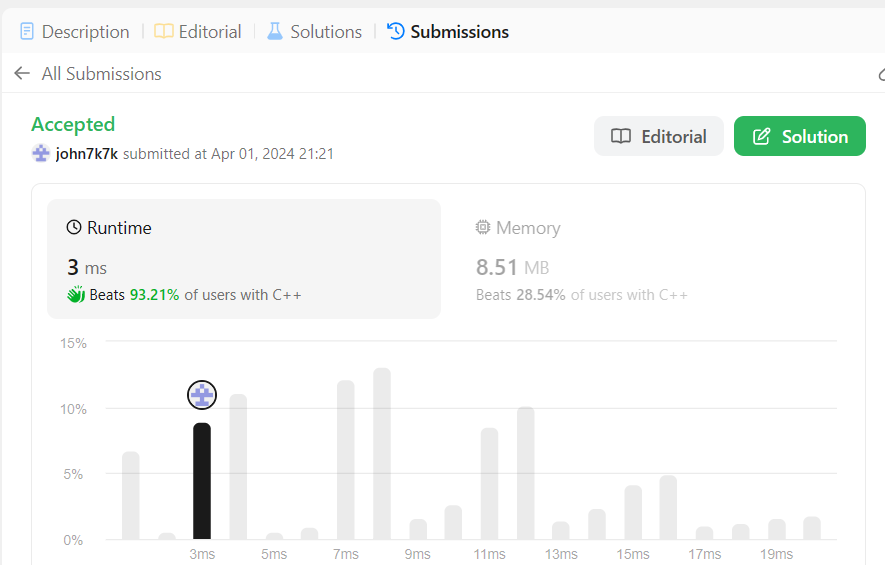 Description | Editorial | Solutions | Submissions
All Submissions
Accepted
Editorial
Solution
john7k7k submitted at Apr 01, 2024 21:21
Runtime
Memory
3 ms
8.51 MB
Beats 93.21% of users with C++
Beats 28.54% of users with C++
15%
10%
5%
0%
3ms 5ms 7ms 9ms 11ms 13ms 15ms 17ms 19ms